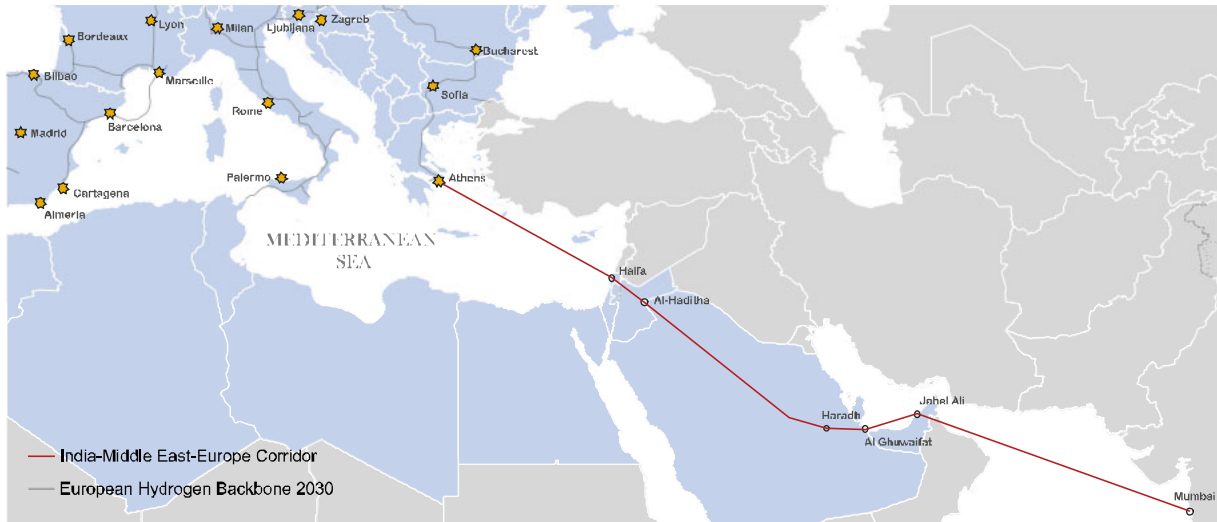 Lyon
Milan
Ljubljana
Zagreb
Bordeaux
Bucharest
Bilbao
Marseille
Sofia
Rome
Barcelona
Madrid
Palermo
Athens
Cartagena
Almeria
MEDITERRANEAN
SEA
Haifa
Al-Haditha
Jebel Ali
Haradh
Al Ghuwaifat
India-Middle East-Europe Corridor
European Hydrogen Backbone 2030
Mumbai